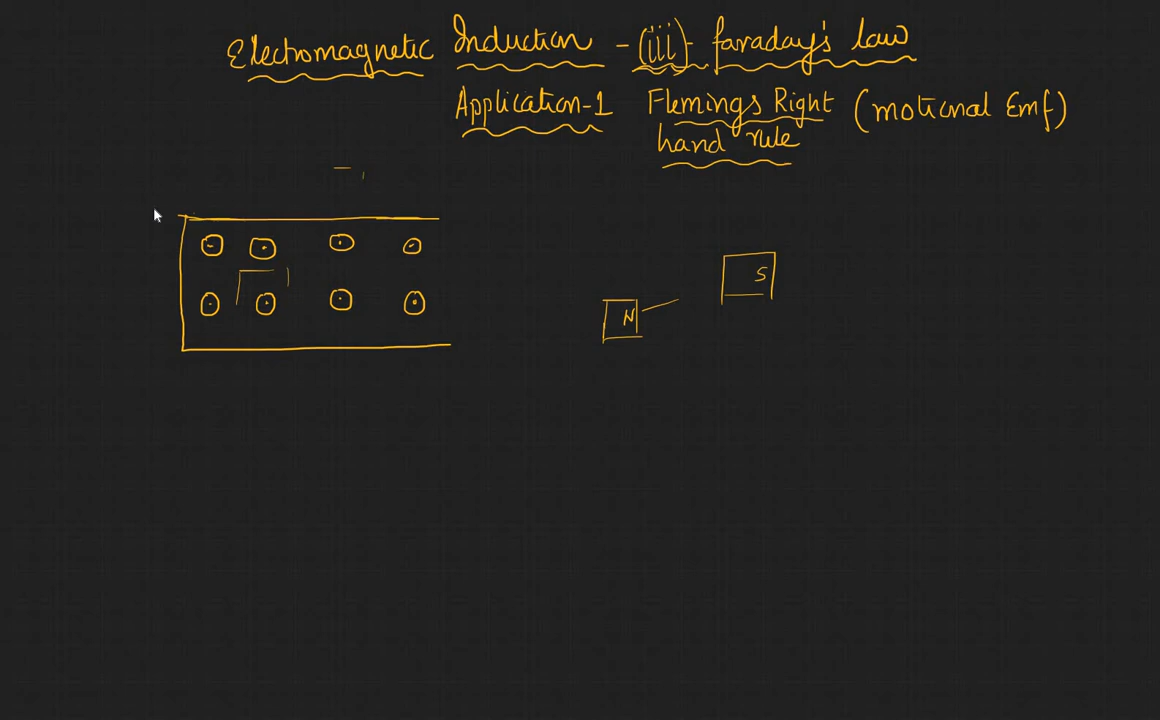 Electromagnetic Induction - (iii) - faraday's law
Application-1 Flemings Right (motional Emf)
hand rule
S
N